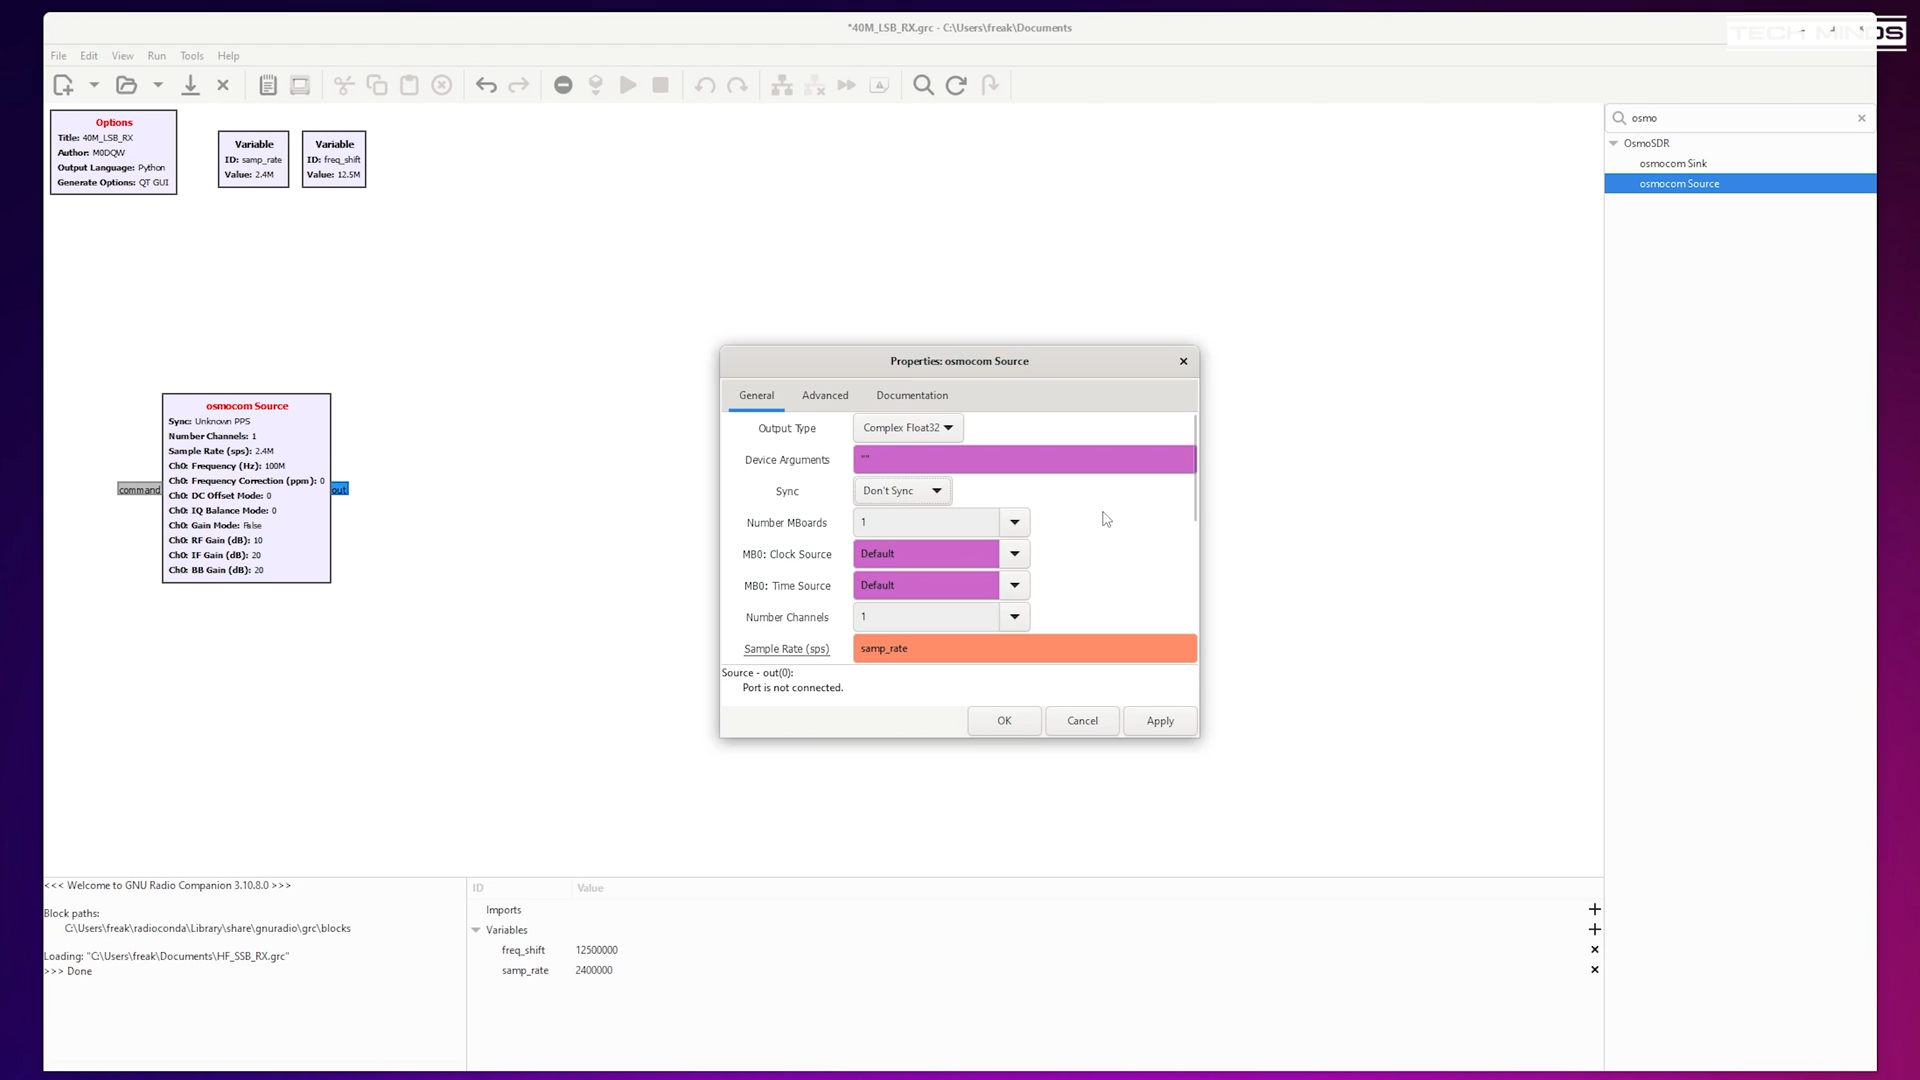 *40M_LSB_RX.grc - C:\Users\freak\Documents
TECH MINDS
File Edit View Run Tools Help
Options
Title: 40M_LSB_RX
Author: M0DQW
Output Language: Python
Generate Options: QT GUI
Variable
ID: samp_rate
Value: 2.4M
Variable
ID: freq_shift
Value: 12.5M
osmo
OsmoSDR
osmocom Sink
osmocom Source
osmocom Source
Sync: Unknown PPS
Number Channels: 1
Sample Rate (sps): 2.4M
Ch0: Frequency (Hz): 100M
Ch0: Frequency Correction (ppm): 0
Ch0: DC Offset Mode: 0
Ch0: IQ Balance Mode: 0
Ch0: Gain Mode: False
Ch0: RF Gain (dB): 10
Ch0: IF Gain (dB): 20
Ch0: BB Gain (dB): 20
command
out
Properties: osmocom Source
General Advanced Documentation
Output Type Complex Float32
Device Arguments ""
Sync Don't Sync
Number MBoards 1
MB0: Clock Source Default
MB0: Time Source Default
Number Channels 1
Sample Rate (sps) samp_rate
Source - out(0):
Port is not connected.
OK Cancel Apply
<<< Welcome to GNU Radio Companion 3.10.8.0 >>>
Block paths:
C:\Users\freak\radioconda\Library\share\gnuradio\grc\blocks
Loading: "C:\Users\freak\Documents\HF_SSB_RX.grc"
>>> Done
ID Value
Imports
Variables
freq_shift 12500000
samp_rate 2400000